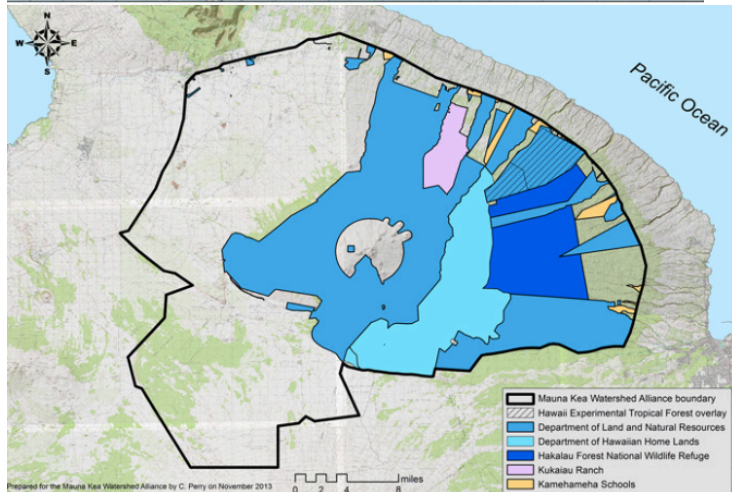 N
W E
S
Pacific Ocean
Mauna Kea Watershed Alliance boundary
Hawaii Experimental Tropical Forest overlay
Department of Land and Natural Resources
Department of Hawaiian Home Lands
Hakalau Forest National Wildlife Refuge
Kukaiau Ranch
Kamehameha Schools
Prepared for the Mauna Kea Watershed Alliance by C. Perry on November 2013
miles
0 2 4 8